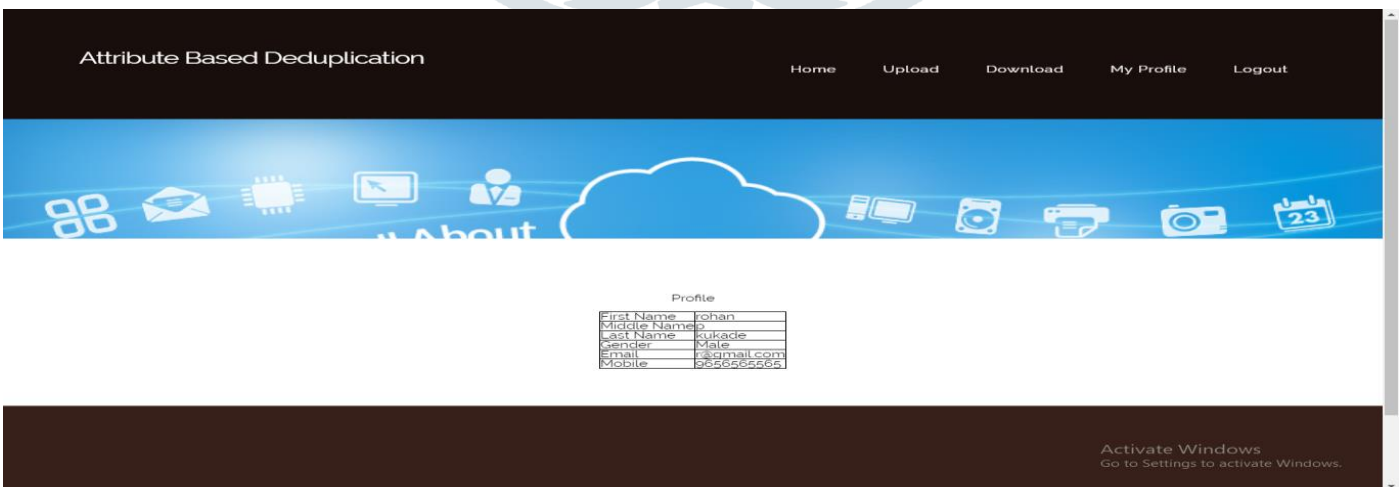 Attribute Based Deduplication
Home Upload Download My Profile Logout
About
23
Profile
First Name rohan
Middle Name p
Last Name kukade
Gender Male
Email r@gmail.com
Mobile 9656565565
Activate Windows
Go to Settings to activate Windows.